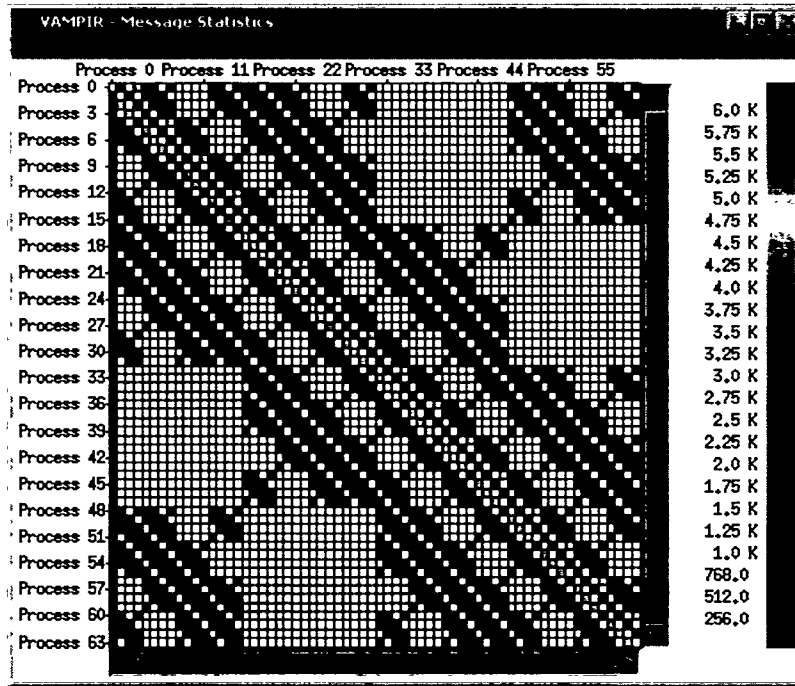 VAMPIR - Message Statistics
Process 0 Process 11 Process 22 Process 33 Process 44 Process 55
Process 0
Process 3
Process 6
Process 9
Process 12
Process 15
Process 18
Process 21
Process 24
Process 27
Process 30
Process 33
Process 36
Process 39
Process 42
Process 45
Process 48
Process 51
Process 54
Process 57
Process 60
Process 63
6.0 K
5.75 K
5.5 K
5.25 K
5.0 K
4.75 K
4.5 K
4.25 K
4.0 K
3.75 K
3.5 K
3.25 K
3.0 K
2.75 K
2.5 K
2.25 K
2.0 K
1.75 K
1.5 K
1.25 K
1.0 K
768.0
512.0
256.0